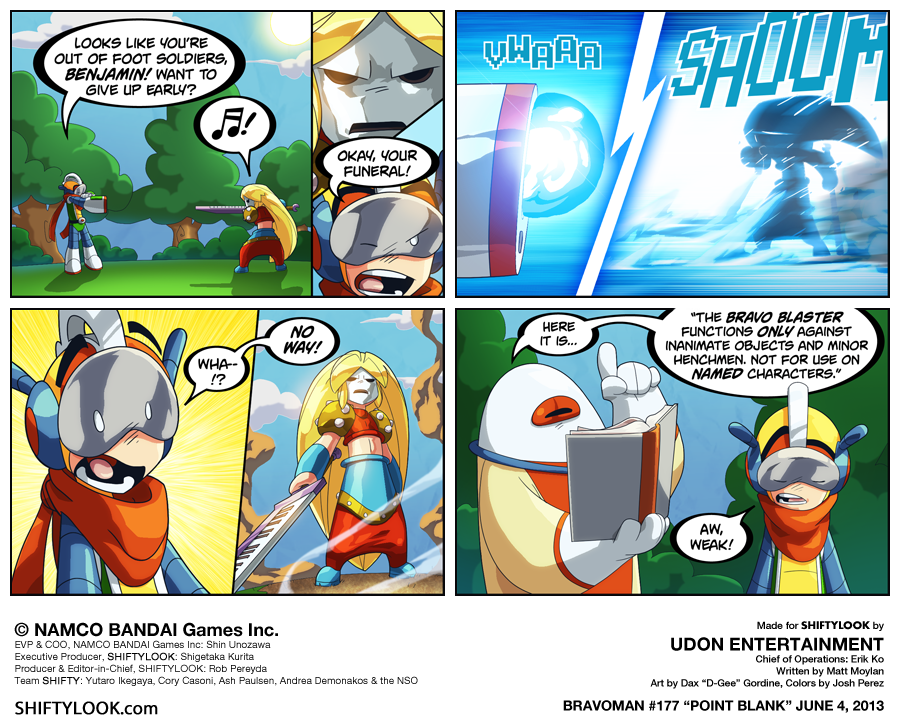 LOOKS LIKE YOU'RE
OUT OF FOOT SOLDIERS,
BENJAMIN! WANT TO
GIVE UP EARLY?
!
OKAY, YOUR
FUNERAL!
VWAAA
SHOOM
WHA--
!?
NO
WAY!
HERE
IT IS...
"THE BRAVO BLASTER
FUNCTIONS ONLY AGAINST
INANIMATE OBJECTS AND MINOR
HENCHMEN. NOT FOR USE ON
NAMED CHARACTERS."
AW,
WEAK!
© NAMCO BANDAI Games Inc.
EVP & COO, NAMCO BANDAI Games Inc: Shin Unozawa
Executive Producer, SHIFTYLOOK: Shigetaka Kurita
Producer & Editor-in-Chief, SHIFTYLOOK: Rob Pereyda
Team SHIFTY: Yutaro Ikegaya, Cory Casoni, Ash Paulsen, Andrea Demonakos & the NSO
SHIFTYLOOK.com
Made for SHIFTYLOOK by
UDON ENTERTAINMENT
Chief of Operations: Erik Ko
Written by Matt Moylan
Art by Dax "D-Gee" Gordine, Colors by Josh Perez
BRAVOMAN #177 "POINT BLANK" JUNE 4, 2013